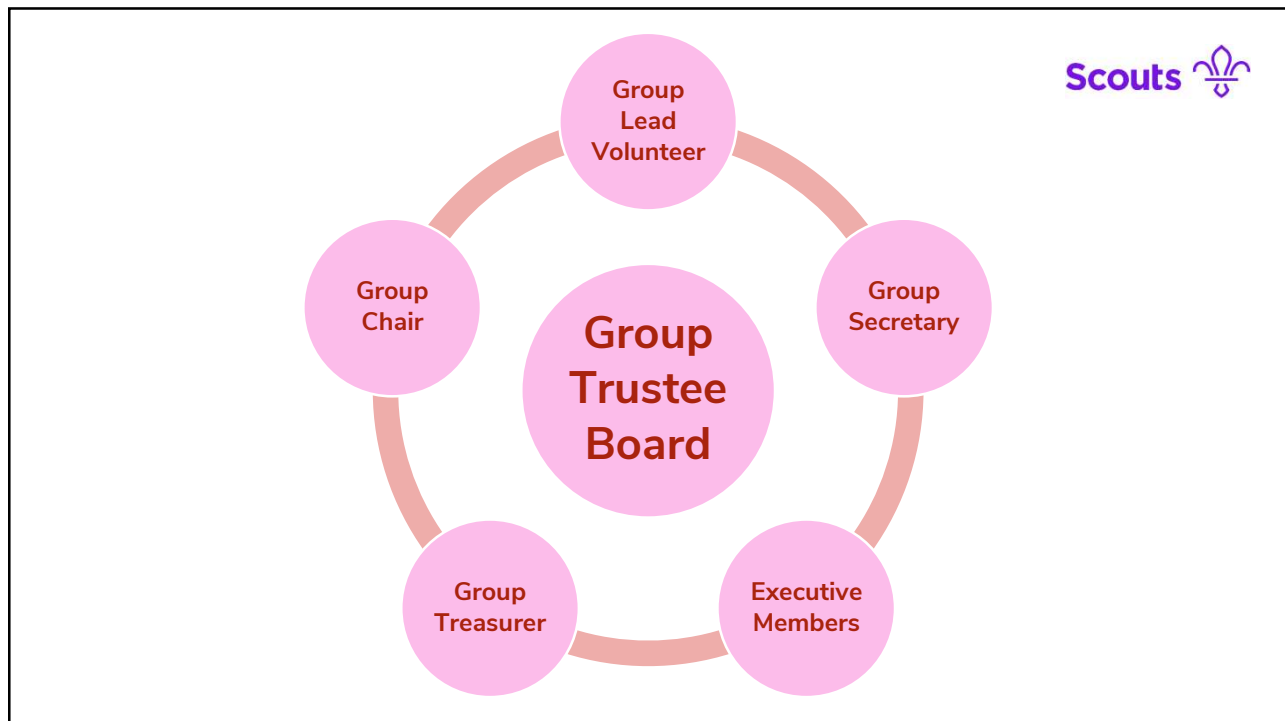 Group
Lead
Volunteer
Scouts
Group
Chair
Group
Secretary
Group
Trustee
Board
Group
Treasurer
Executive
Members